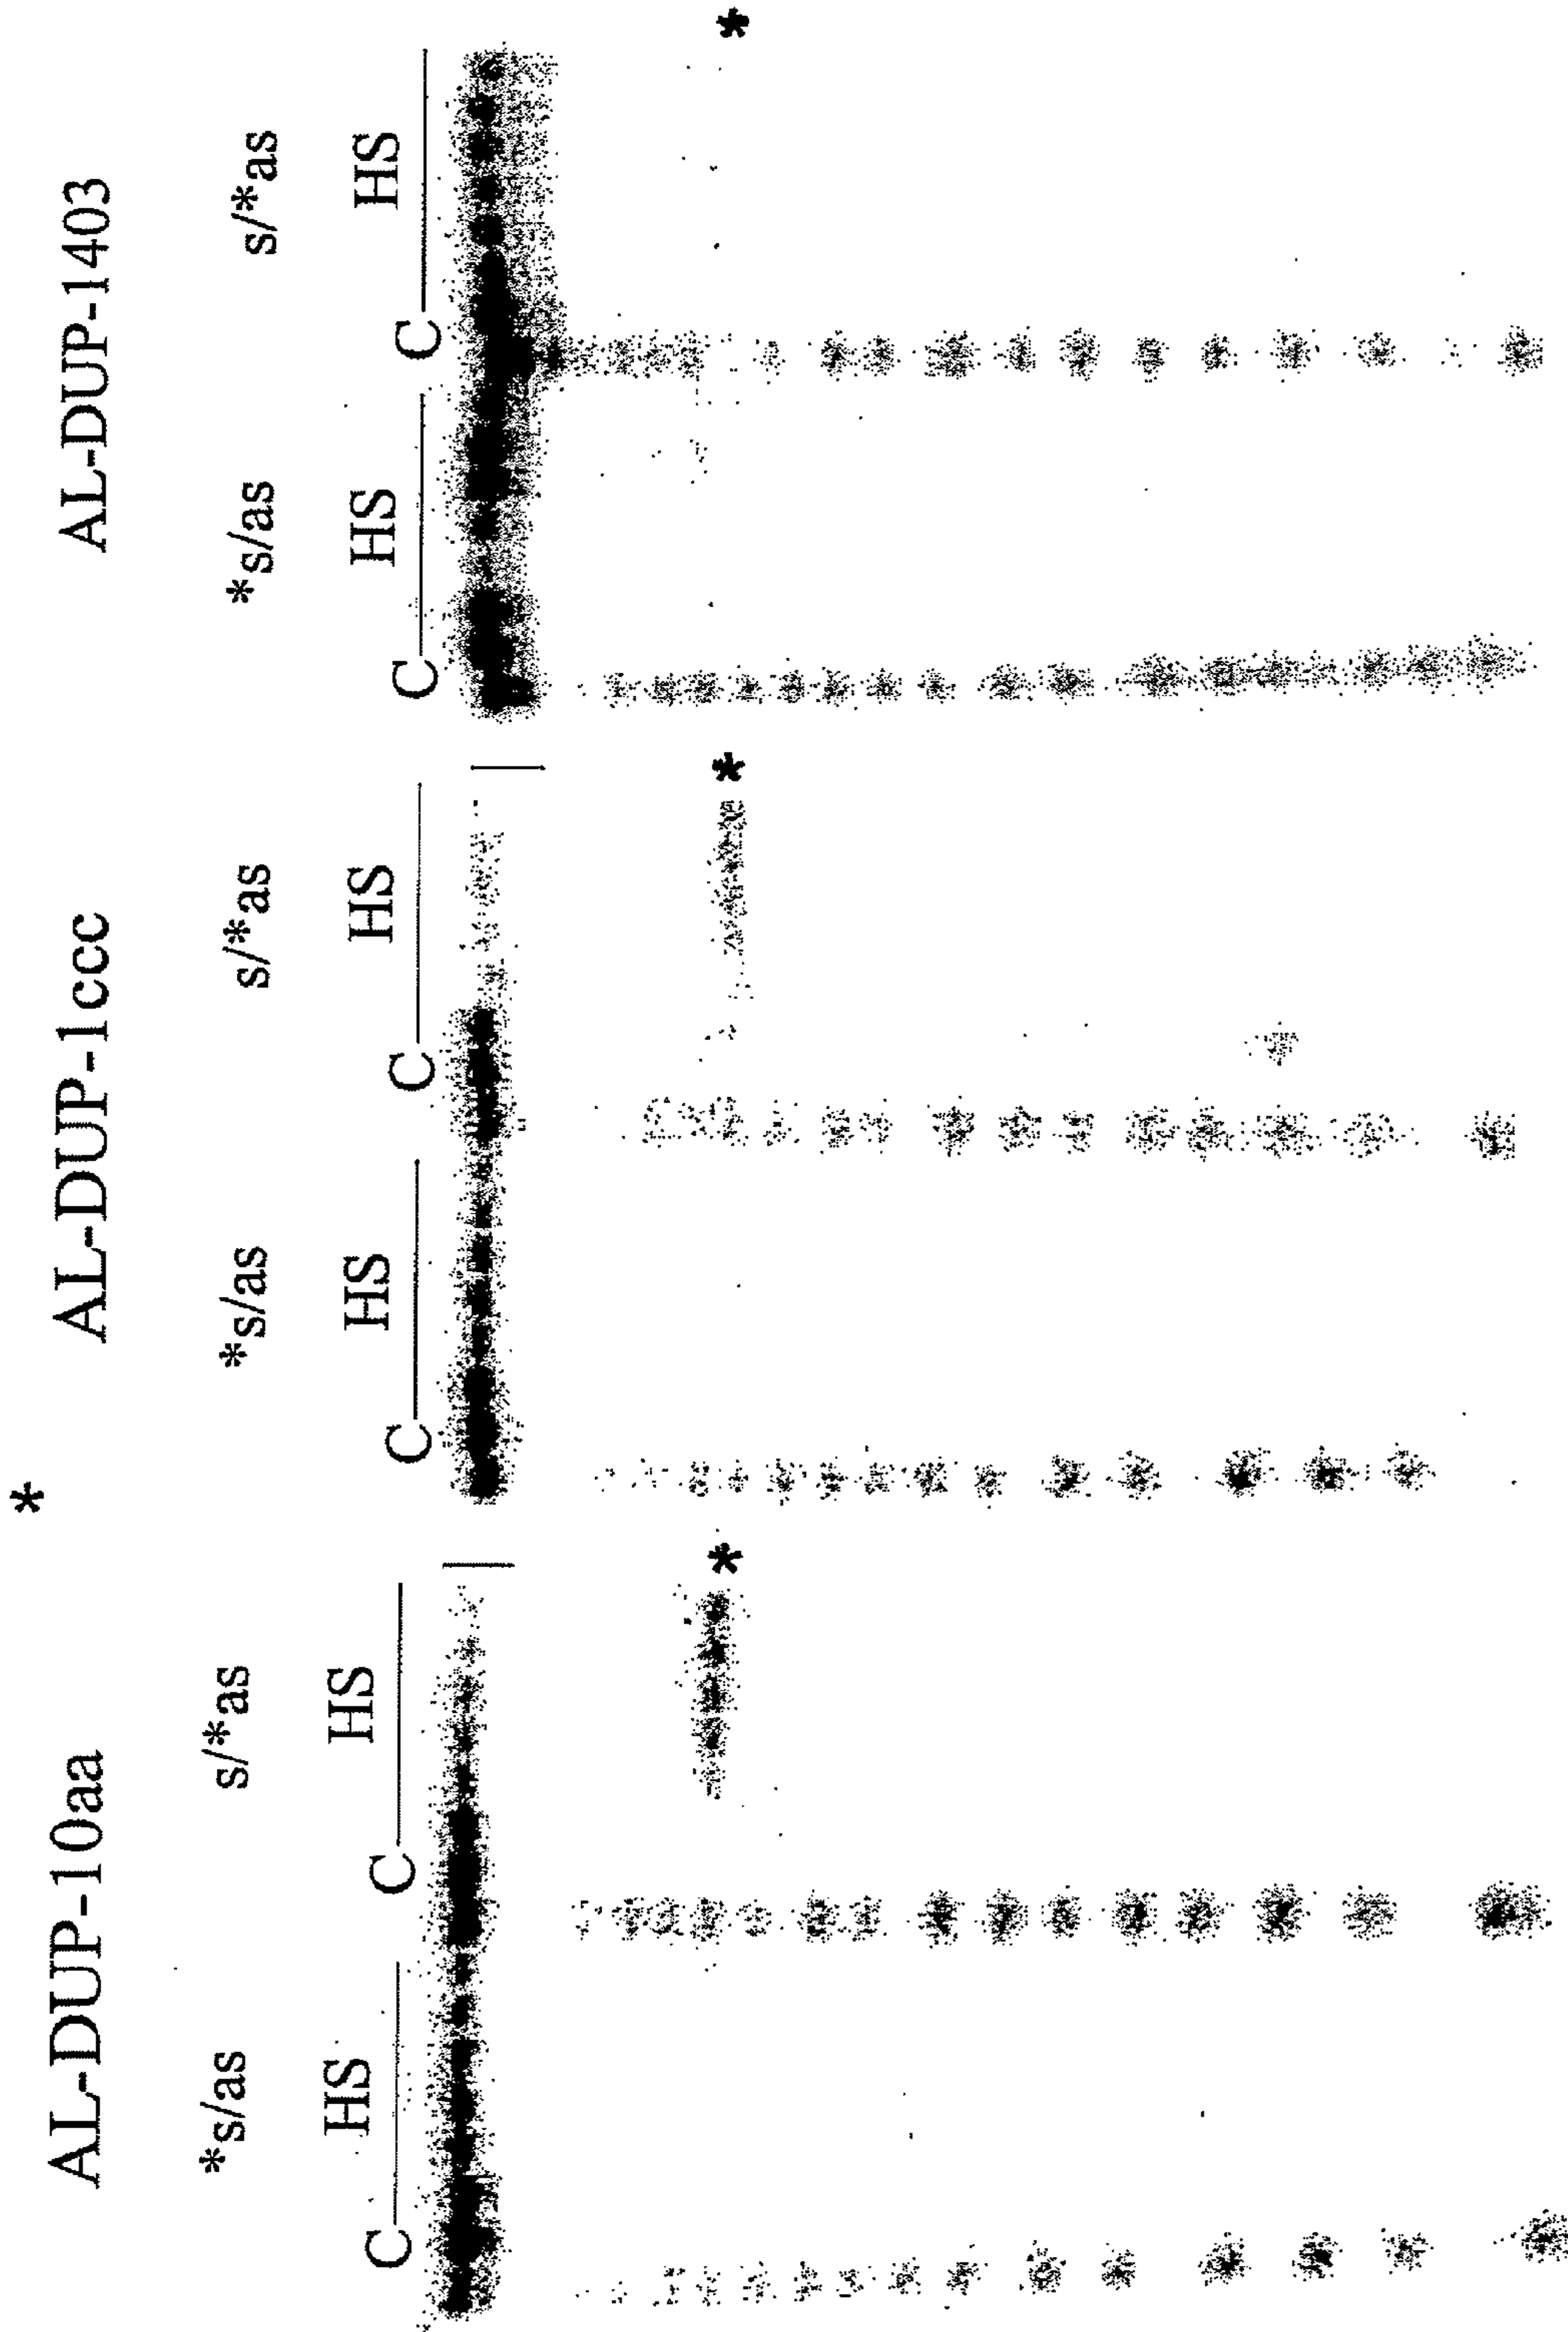 *
AL-DUP-10aa AL-DUP-1ccc AL-DUP-1403
*s/as s/*as *s/as s/*as *s/as s/*as
HS HS HS HS HS HS
C C C C C C
* * *